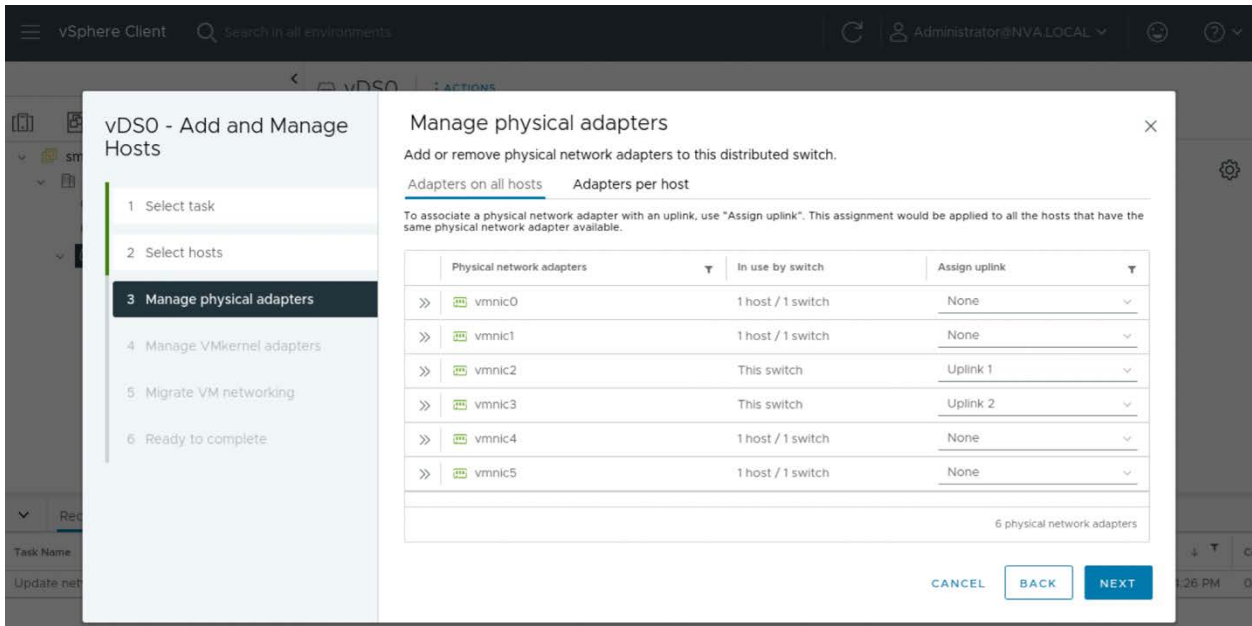 vSphere Client
Search in all environments
Administrator@NVA.LOCAL
vDS0
ACTIONS
sm
vDS0 - Add and Manage
Hosts
1 Select task
2 Select hosts
3 Manage physical adapters
4 Manage VMkernel adapters
5 Migrate VM networking
6 Ready to complete
Manage physical adapters
Add or remove physical network adapters to this distributed switch.
Adapters on all hosts Adapters per host
To associate a physical network adapter with an uplink, use "Assign uplink". This assignment would be applied to all the hosts that have the
same physical network adapter available.
Physical network adapters In use by switch Assign uplink
vmnic0 1 host / 1 switch None
vmnic1 1 host / 1 switch None
vmnic2 This switch Uplink 1
vmnic3 This switch Uplink 2
vmnic4 1 host / 1 switch None
vmnic5 1 host / 1 switch None
6 physical network adapters
CANCEL BACK NEXT
Rec
Task Name
Update net
4:26 PM